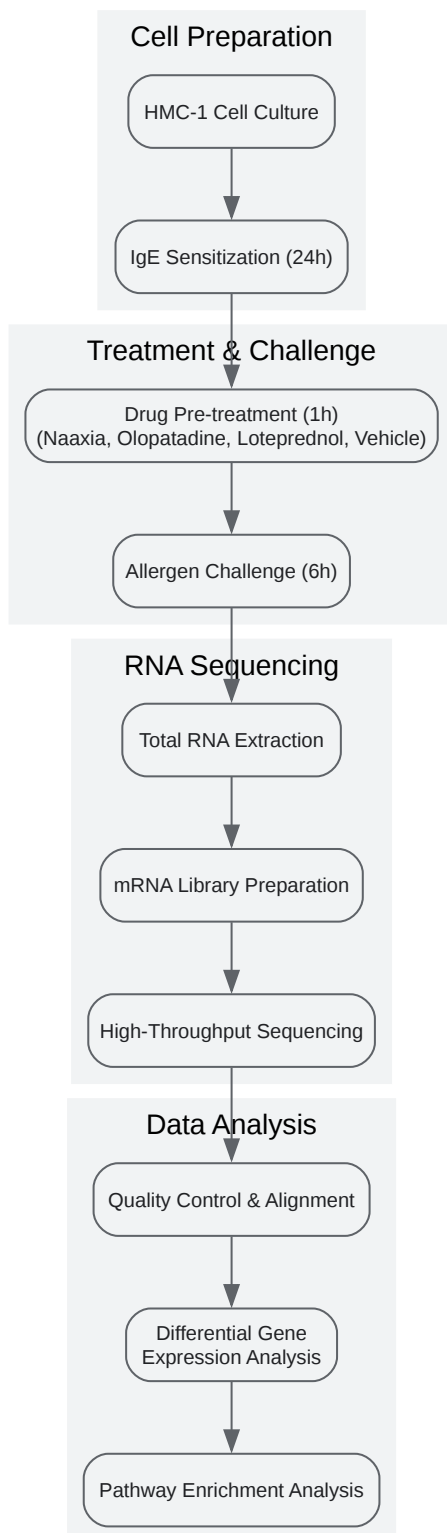 Cell Preparation
HMC-1 Cell Culture
IgE Sensitization (24h)
Treatment & Challenge
Drug Pre-treatment (1h)
(Naaxia, Olopatadine, Loteprednol, Vehicle)
Allergen Challenge (6h)
RNA Sequencing
Total RNA Extraction
mRNA Library Preparation
High-Throughput Sequencing
Data Analysis
Quality Control & Alignment
Differential Gene
Expression Analysis
Pathway Enrichment Analysis